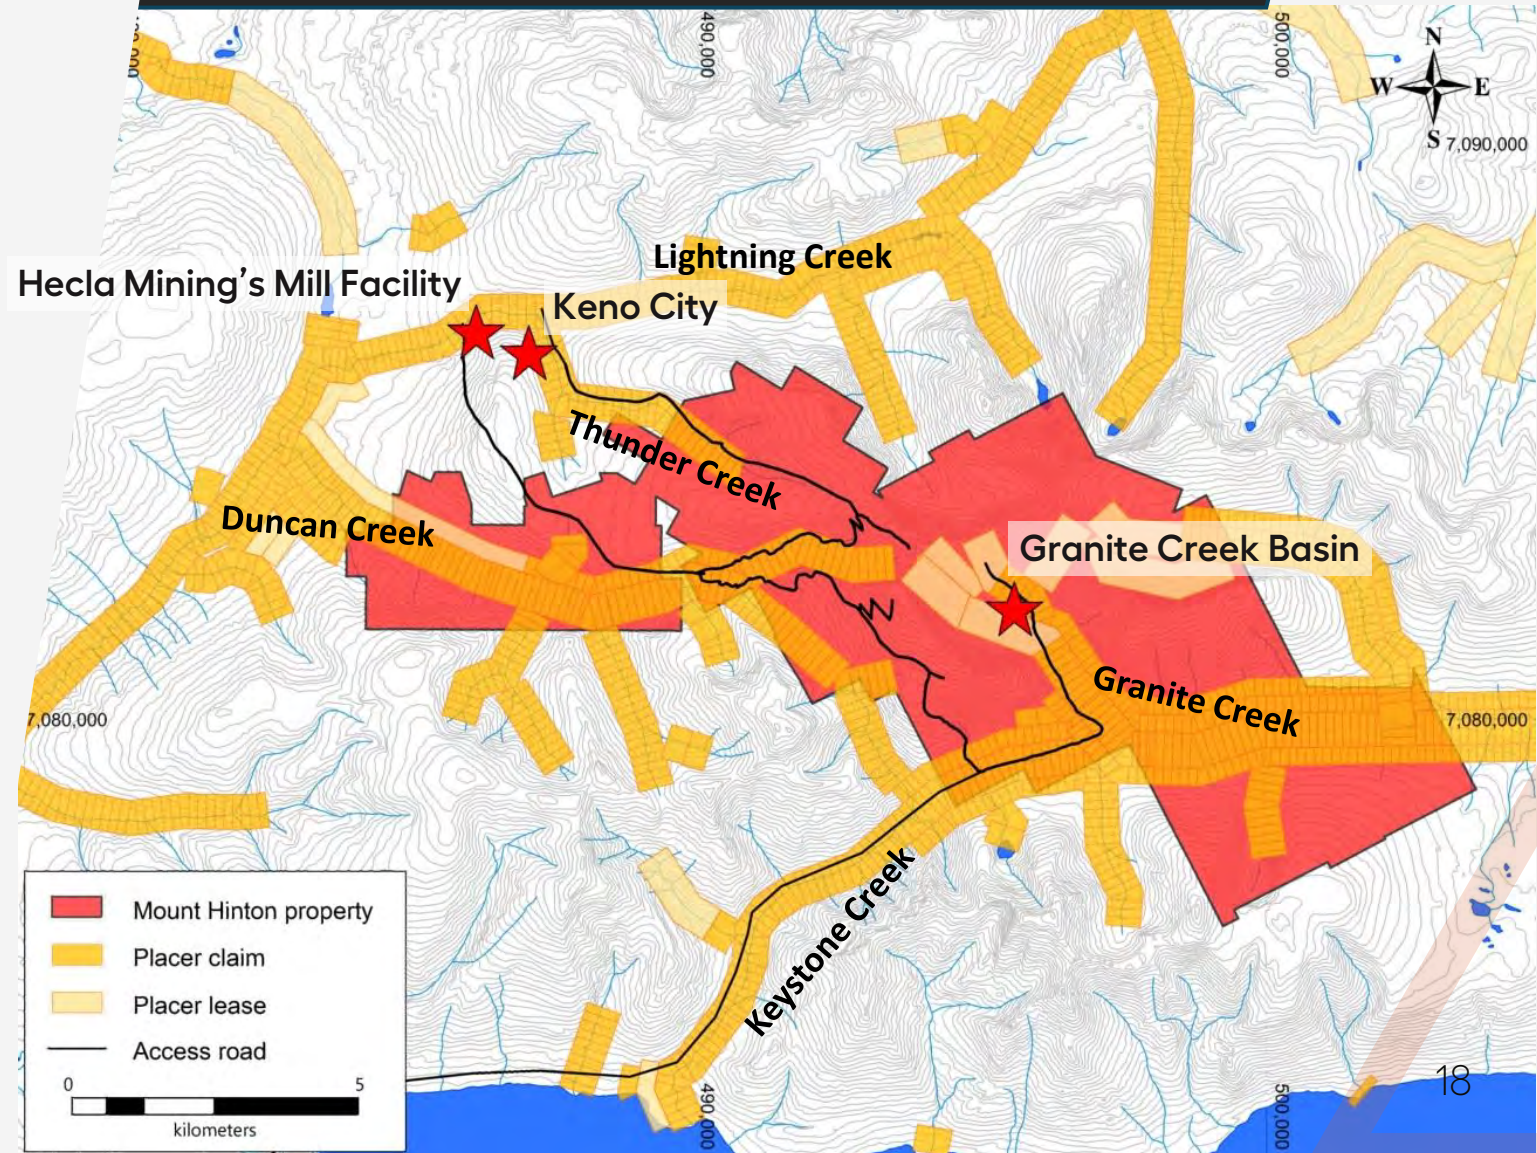 490,000
500,000
N
W E
S
7,090,000
Lightning Creek
Hecla Mining’s Mill Facility
Keno City
Thunder Creek
Duncan Creek
Granite Creek Basin
Granite Creek
7,080,000
7,080,000
Keystone Creek
Mount Hinton property
Placer claim
Placer lease
Access road
0 5
kilometers
490,000
500,000
18